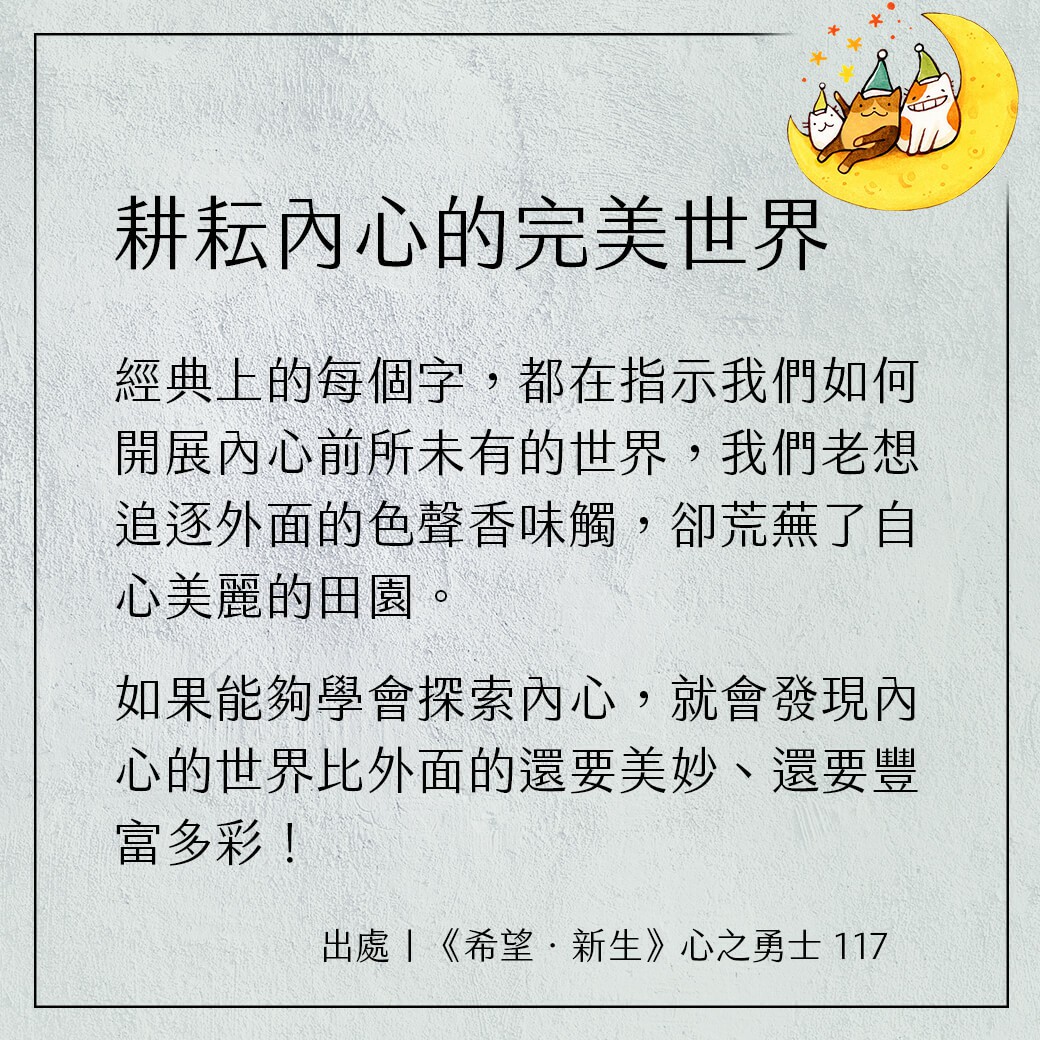 耕耘內心的完美世界
經典上的每個字，都在指示我們如何
開展內心前所未有的世界，我們老想
追逐外面的色聲香味觸，卻荒蕪了自
心美麗的田園。
如果能夠學會探索內心，就會發現內
心的世界比外面的還要美妙、還要豐
富多彩！
出處｜《希望．新生》心之勇士 117